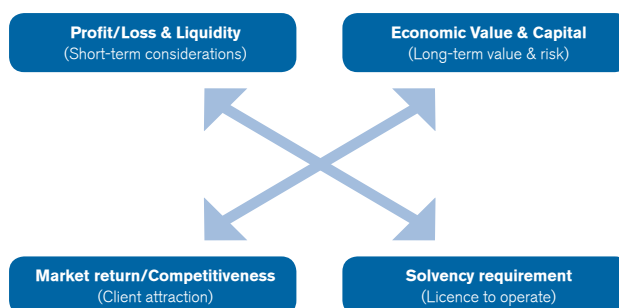 Profit/Loss & Liquidity
(Short-term considerations)
Economic Value & Capital
(Long-term value & risk)
Market return/Competitiveness
(Client attraction)
Solvency requirement
(Licence to operate)